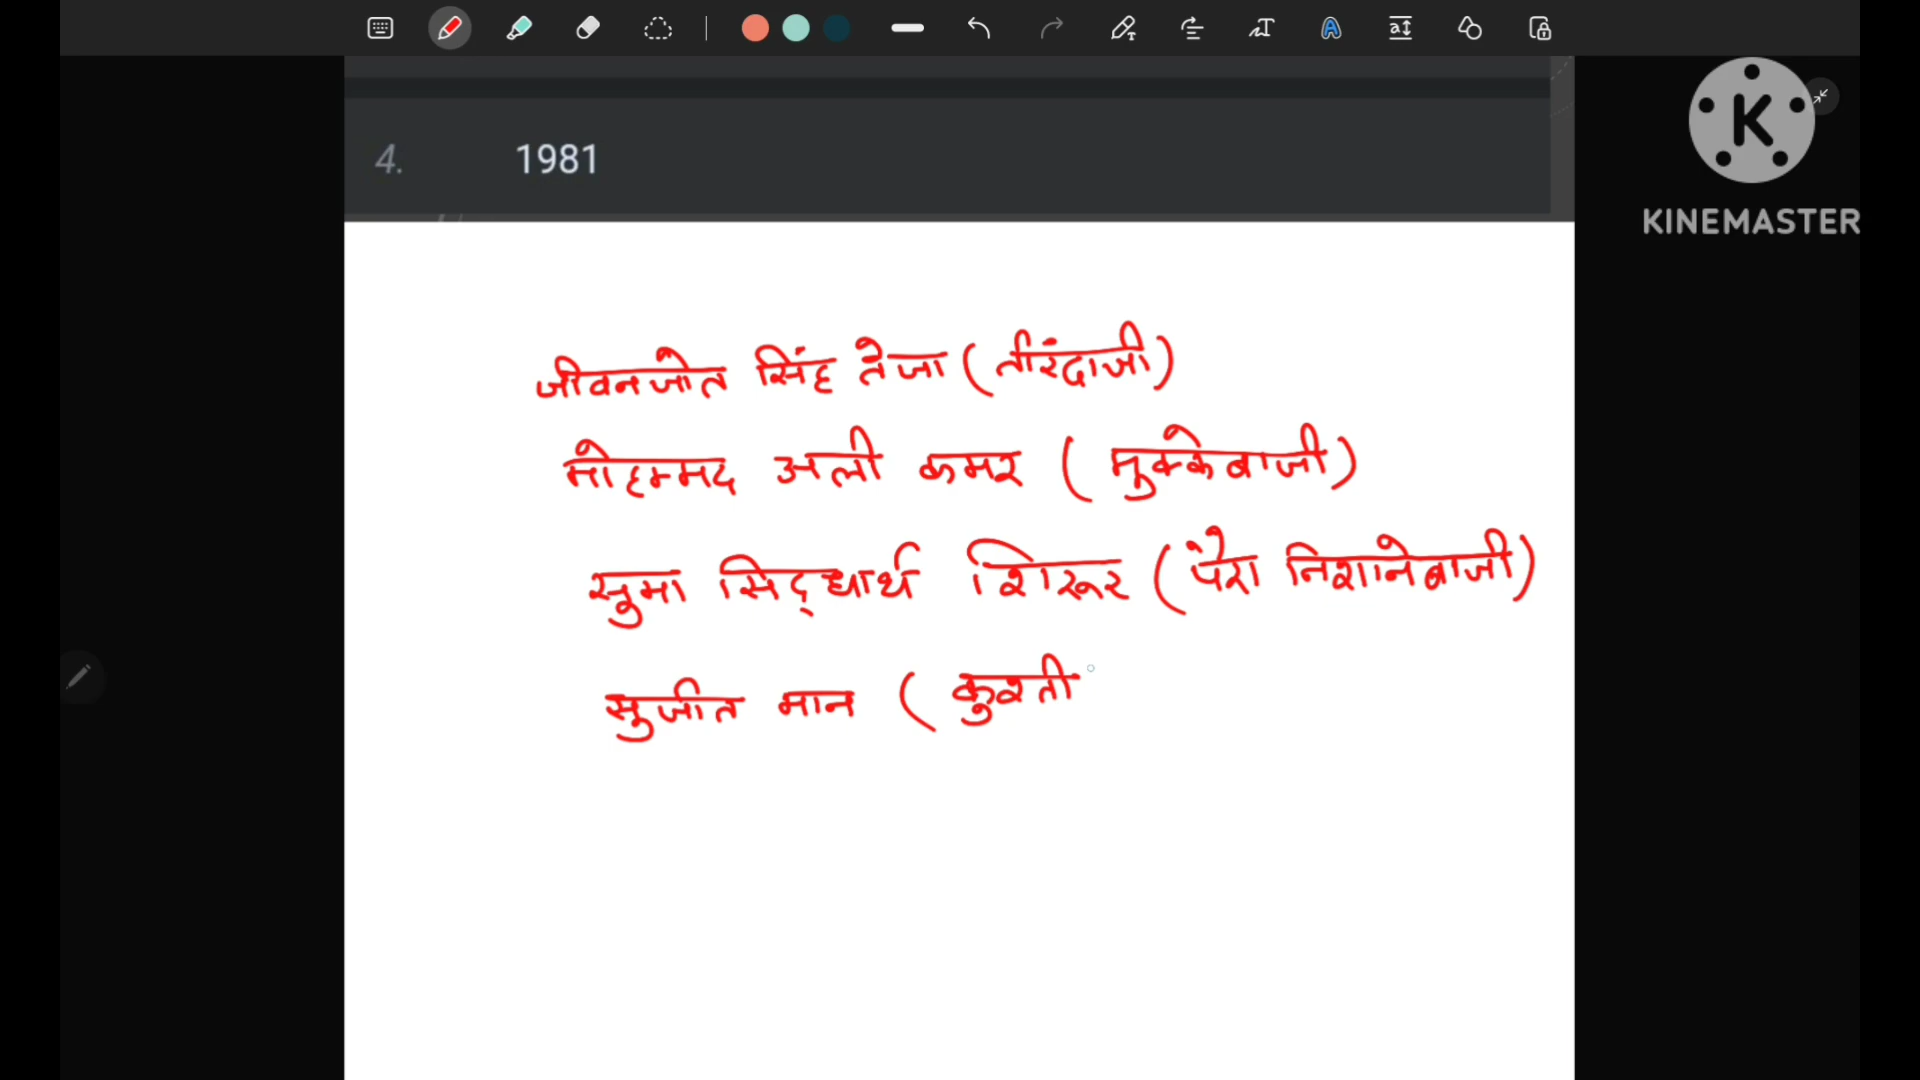 4. 1981
K
KINEMASTER
जीवनजोत सिंह तेजा (तीरंदाजी)
मोहम्मद अली कमर (मुक्केबाजी)
सुमा सिद्धार्थ शिरूर (पैरा निशानेबाजी)
सुजीत मान (कुश्ती